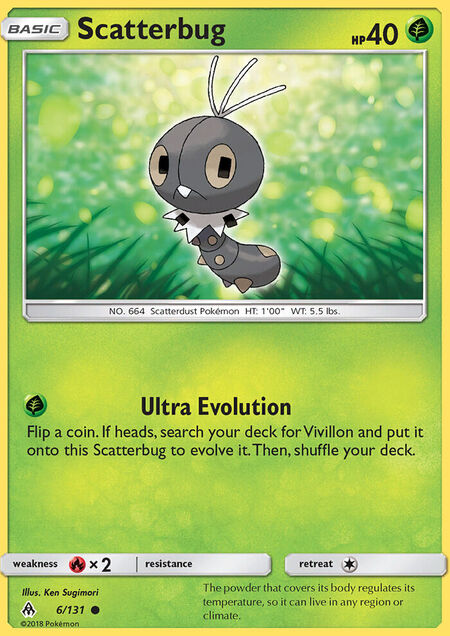 BASIC Scatterbug HP40
NO. 664 Scatterdust Pokémon HT: 1'00" WT: 5.5 lbs.
Ultra Evolution
Flip a coin. If heads, search your deck for Vivillon and put it
onto this Scatterbug to evolve it. Then, shuffle your deck.
weakness ×2 resistance retreat
Illus. Ken Sugimori
6/131
©2018 Pokémon
The powder that covers its body regulates its
temperature, so it can live in any region or
climate.